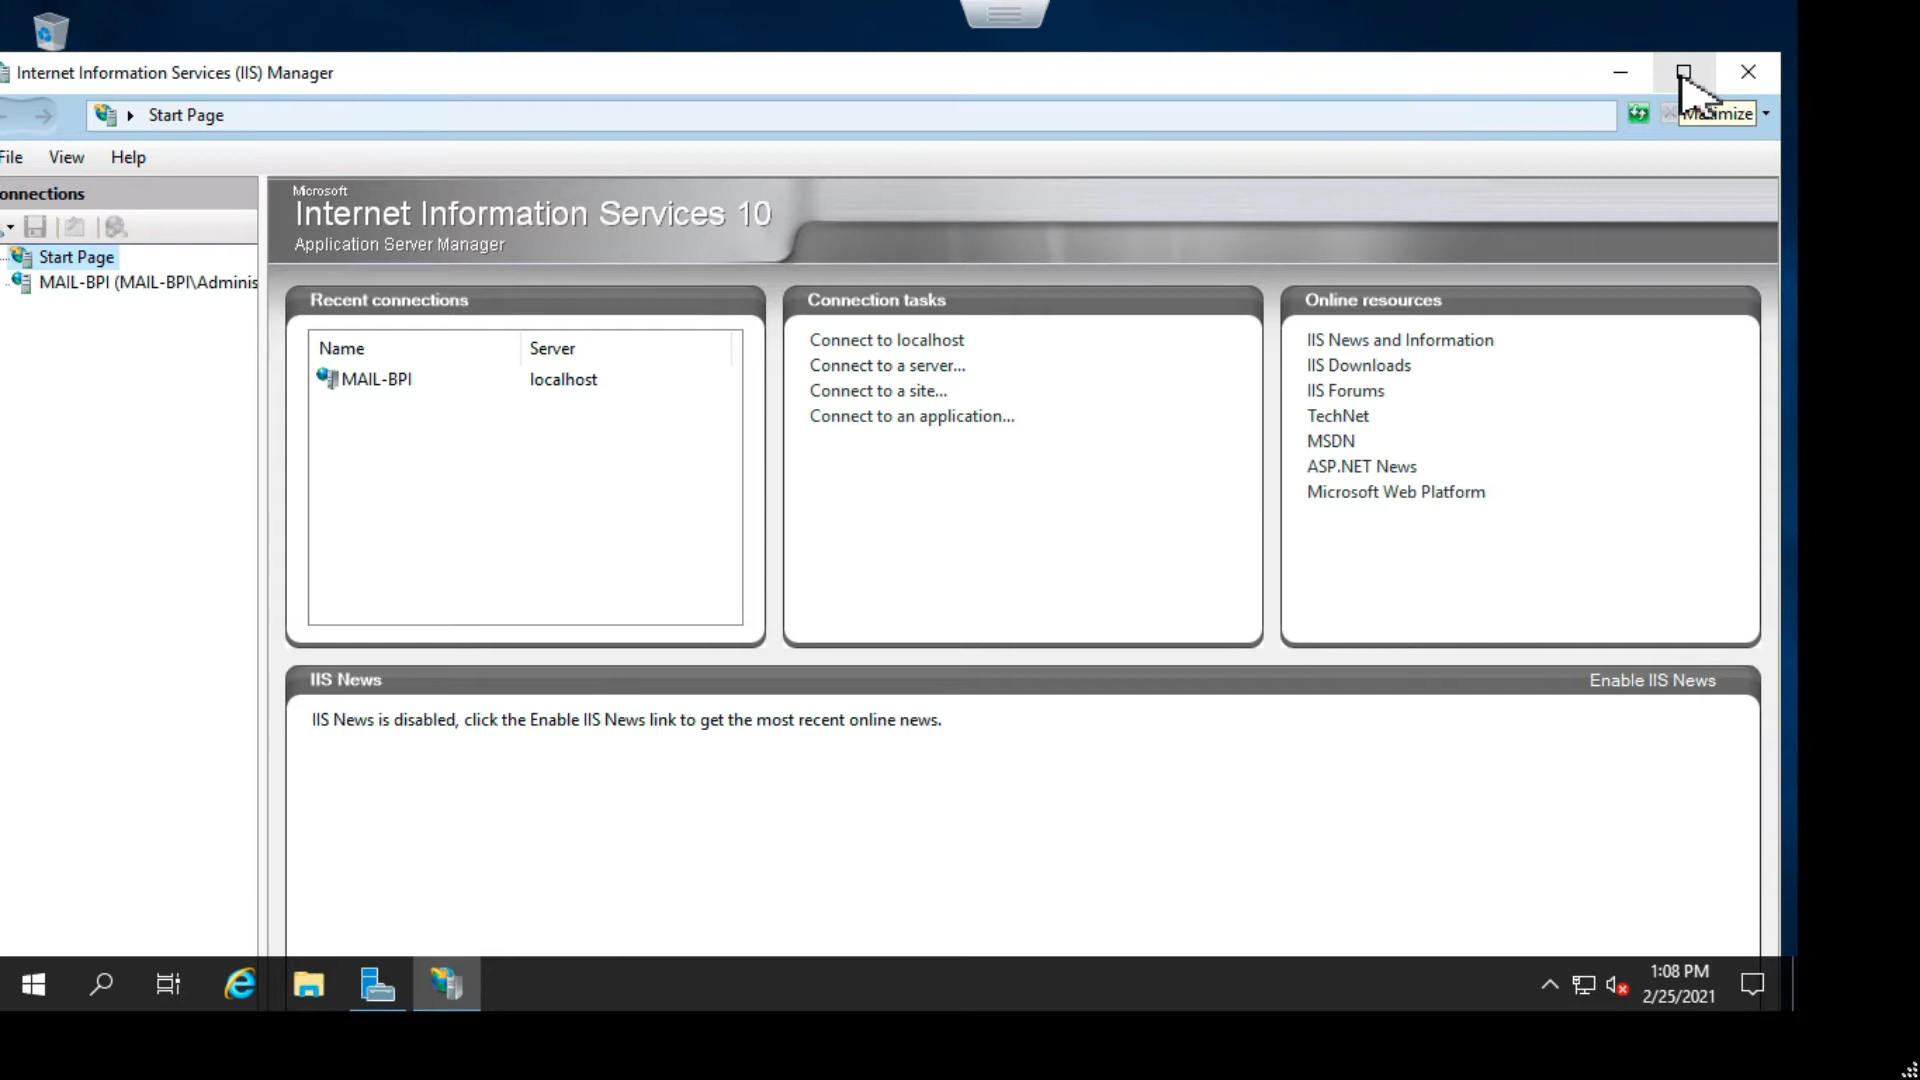 Internet Information Services (IIS) Manager
Start Page
File View Help
onnections
Start Page
MAIL-BPI (MAIL-BPI\Adminis
Microsoft
Internet Information Services 10
Application Server Manager
Recent connections
Name Server
MAIL-BPI localhost
Connection tasks
Connect to localhost
Connect to a server...
Connect to a site...
Connect to an application...
Online resources
IIS News and Information
IIS Downloads
IIS Forums
TechNet
MSDN
ASP.NET News
Microsoft Web Platform
IIS News
Enable IIS News
IIS News is disabled, click the Enable IIS News link to get the most recent online news.
1:08 PM
2/25/2021